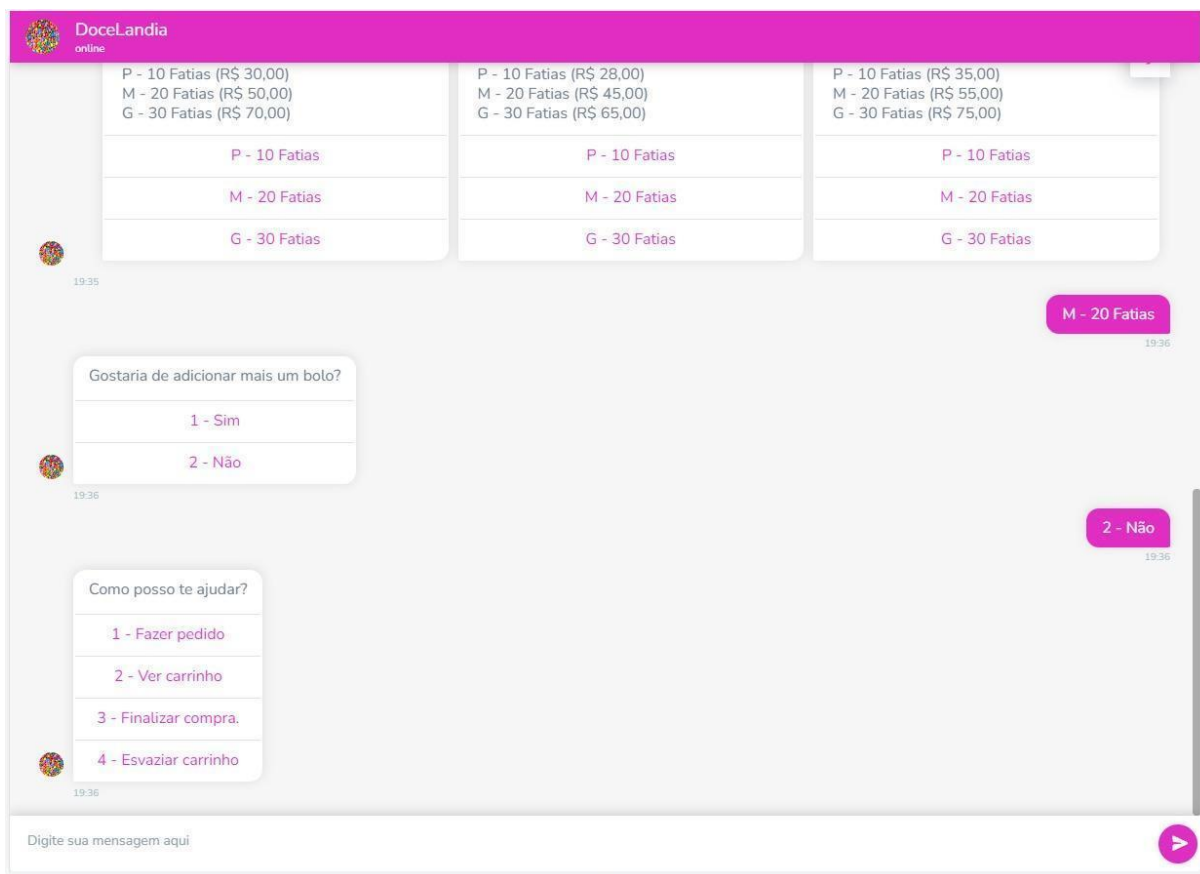 DoceLandia
online
P - 10 Fatias (R$ 30,00)
M - 20 Fatias (R$ 50,00)
G - 30 Fatias (R$ 70,00)
P - 10 Fatias
M - 20 Fatias
G - 30 Fatias
P - 10 Fatias (R$ 28,00)
M - 20 Fatias (R$ 45,00)
G - 30 Fatias (R$ 65,00)
P - 10 Fatias
M - 20 Fatias
G - 30 Fatias
P - 10 Fatias (R$ 35,00)
M - 20 Fatias (R$ 55,00)
G - 30 Fatias (R$ 75,00)
P - 10 Fatias
M - 20 Fatias
G - 30 Fatias
19:35
M - 20 Fatias
19:36
Gostaria de adicionar mais um bolo?
1 - Sim
2 - Não
19:36
2 - Não
19:36
Como posso te ajudar?
1 - Fazer pedido
2 - Ver carrinho
3 - Finalizar compra.
4 - Esvaziar carrinho
19:36
Digite sua mensagem aqui